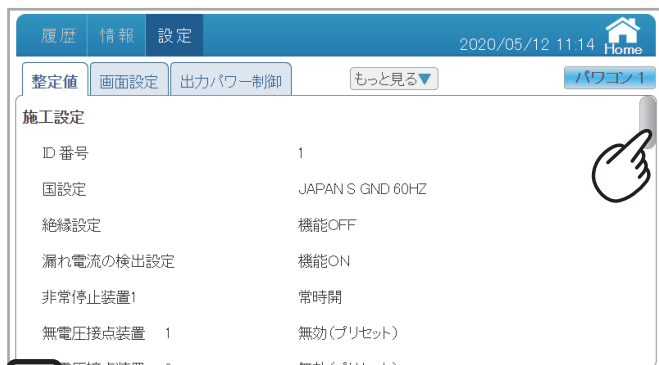 履歴 情報 設定
2020/05/12 11:14 Home
整定値 画面設定 出力パワー制御 もっと見る▼ パワコン 1
施工設定
ID 番号 1
国設定 JAPAN S GND 60HZ
絶縁設定 機能OFF
漏れ電流の検出設定 機能ON
非常停止装置1 常時開
無電圧接点装置 1 無効(プリセット)